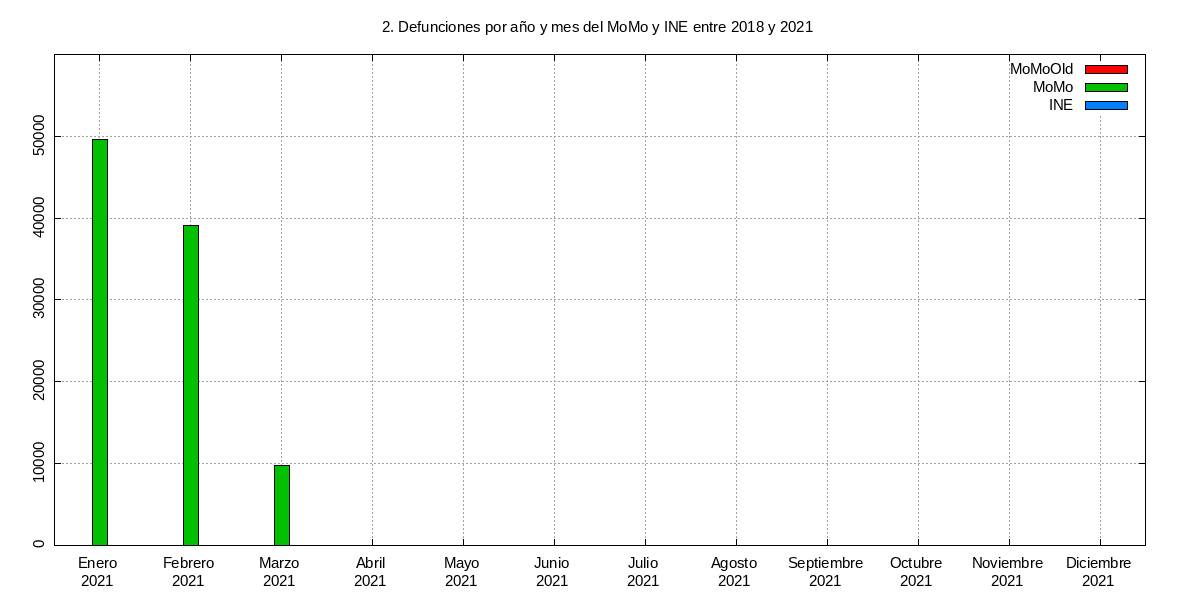 2. Defunciones por año y mes del MoMo y INE entre 2018 y 2021
MoMoOld
MoMo
INE
50000
40000
30000
20000
10000
0
Enero Febrero Marzo Abril Mayo Junio Julio Agosto Septiembre Octubre Noviembre Diciembre
2021 2021 2021 2021 2021 2021 2021 2021 2021 2021 2021 2021